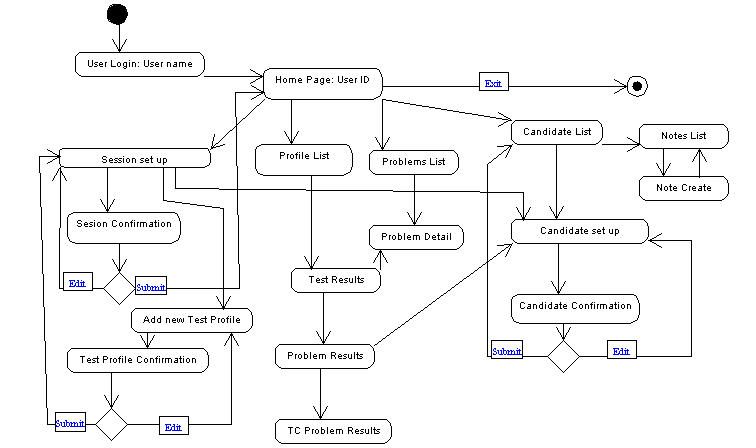 User Login: User name
Home Page: User ID
Exit
Candidate List
Notes List
Session set up
Profile List
Problems List
Note Create
Sesion Confirmation
Problem Detail
Candidate set up
Edit
Submit
Test Results
Add new Test Profile
Candidate Confirmation
Test Profile Confirmation
Problem Results
Submit
Edit
Submit
Edit
TC Problem Results